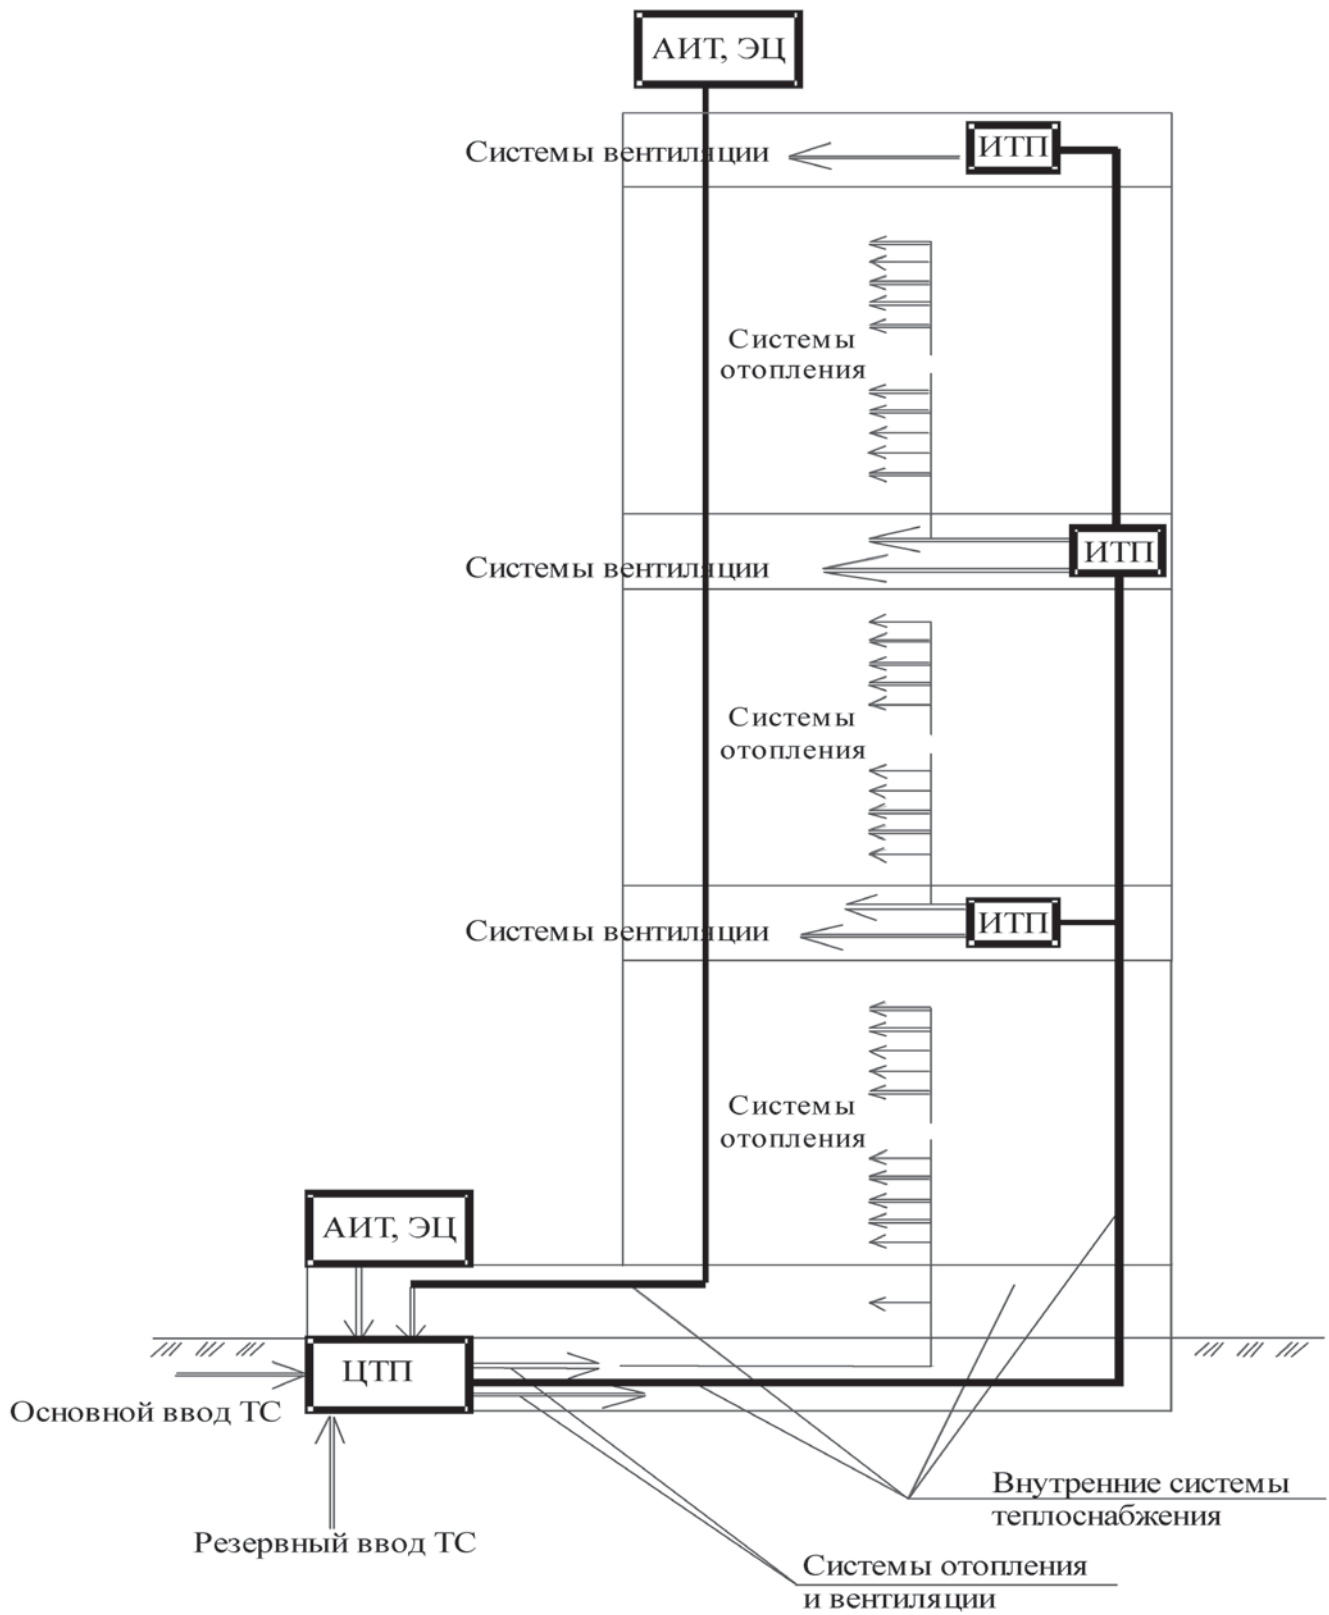 АИТ, ЭЦ
Системы вентиляции
ИТП
Системы
отопления
Системы вентиляции
ИТП
Системы
отопления
Системы вентиляции
ИТП
Системы
отопления
АИТ, ЭЦ
ЦТП
Основной ввод ТС
Резервный ввод ТС
Внутренние системы
теплоснабжения
Системы отопления
и вентиляции